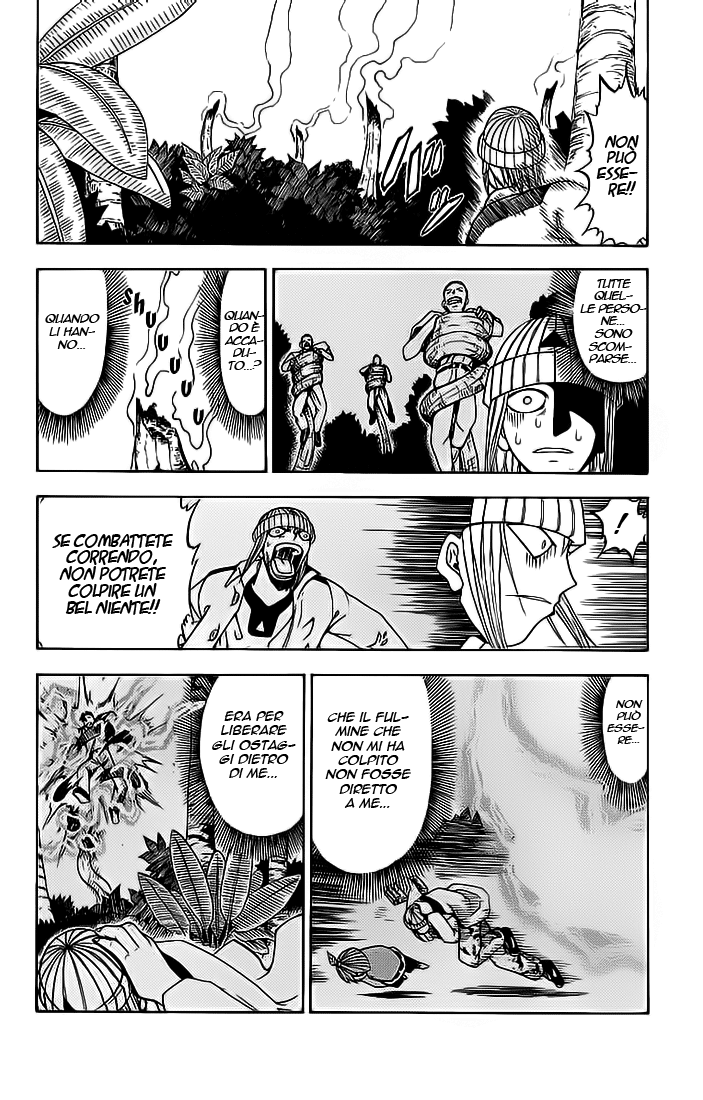 NON
PUÒ
ESSE-
RE!!
TUTTE
QUEL-
LE PERSO-
NE...
SONO
SCOM-
PARSE...
QUAN-
DO È
ACCA-
DU-
TO...?
SHUUUUU
QUANDO
LI HAN-
NO...
!
SE COMBATTETE
CORRENDO,
NON POTRETE
COLPIRE UN
BEL NIENTE!!
NON
PUÒ
ESSE-
RE...
CHE IL FUL-
MINE CHE
NON MI HA
COLPITO
NON FOSSE
DIRETTO
A ME...
ERA PER
LIBERARE
GLI OSTAG-
GI DIETRO
DI ME...